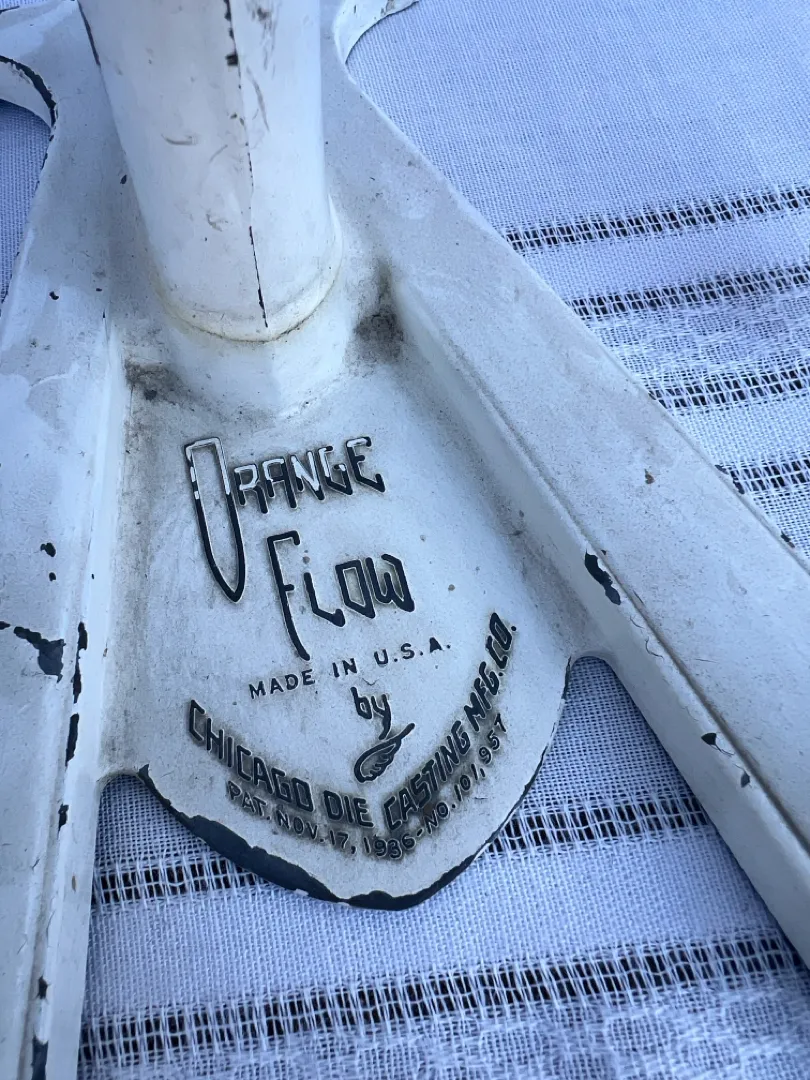 ORANGE
FLOW
MADE IN U.S.A.
by
CHICAGO DIE CASTING MFG. CO.
PAT. NOV. 17, 1936-NO. 101,957